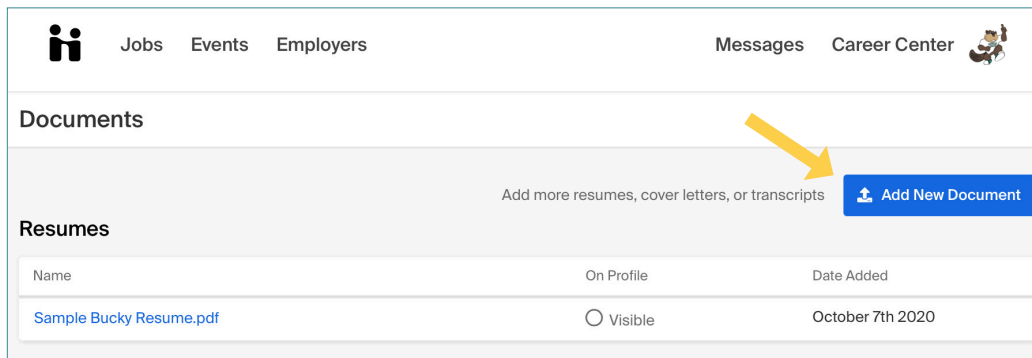 Jobs Events Employers Messages Career Center
Documents
Add more resumes, cover letters, or transcripts Add New Document
Resumes
Name On Profile Date Added
Sample Bucky Resume.pdf Visible October 7th 2020